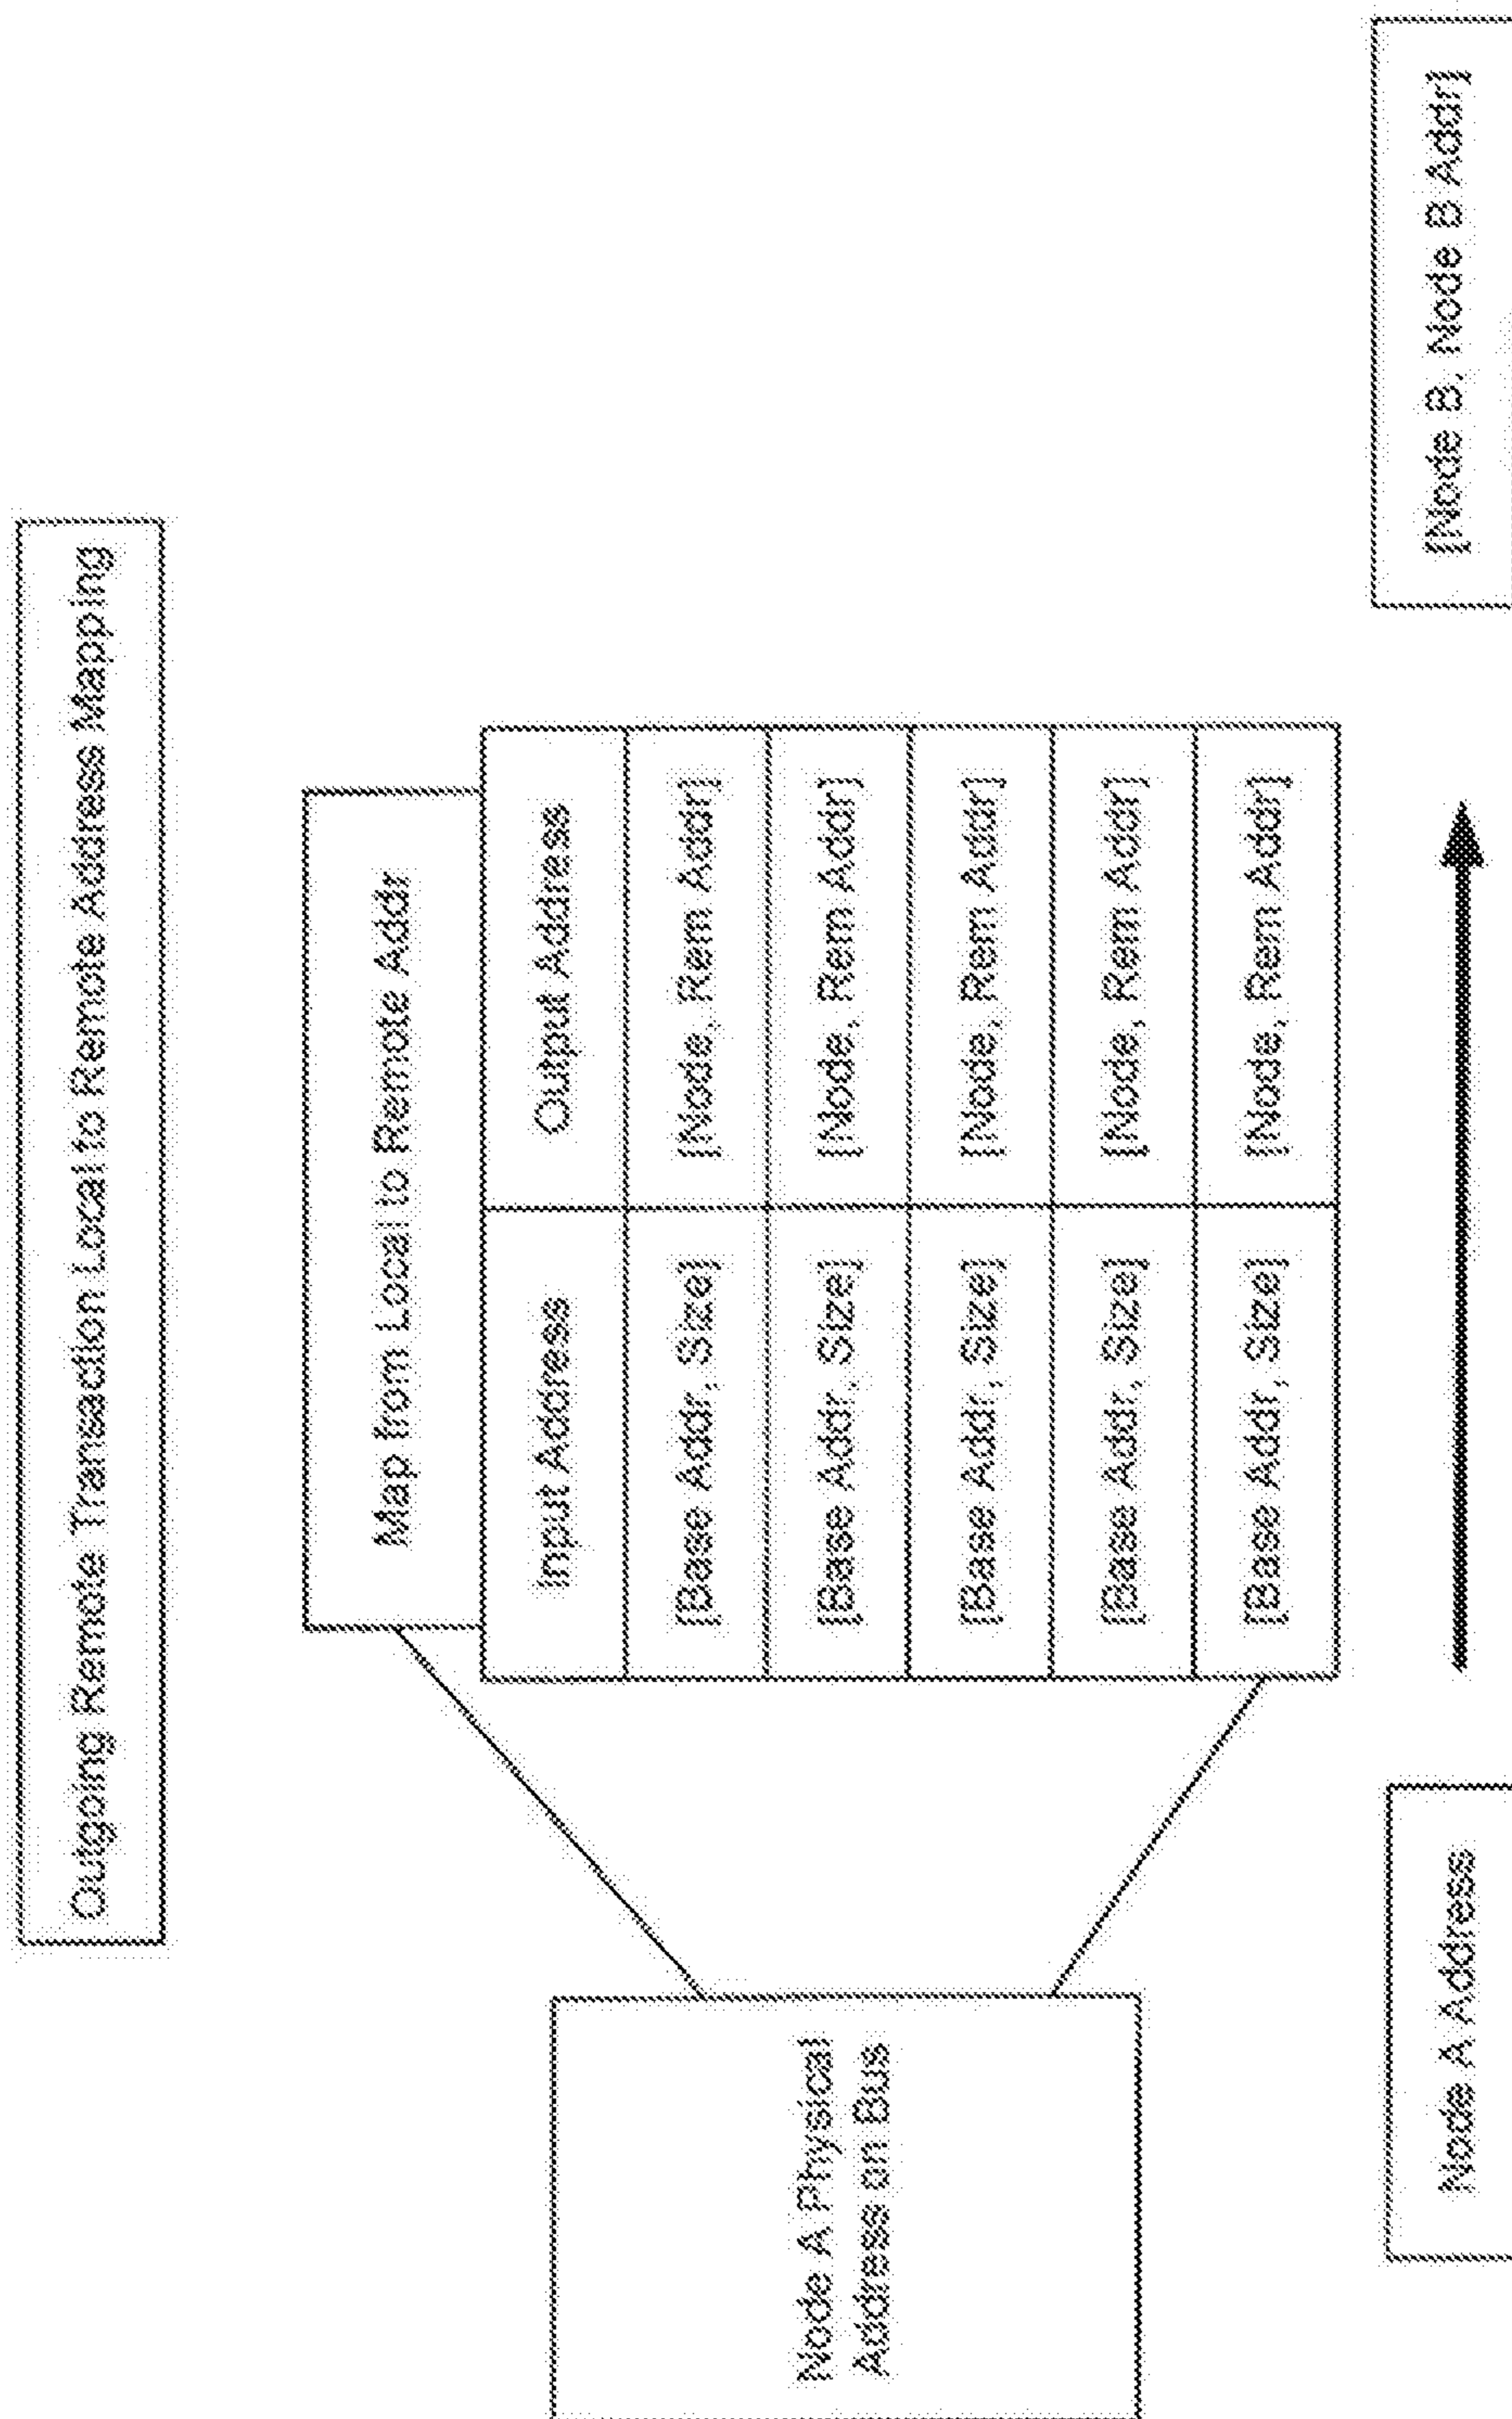 Outgoing Remote Transaction Local to Remote Address Mapping
Map from Local to Remote Addr
Input Address Output Address
[Base Addr, Size] [Node, Rem Addr]
[Base Addr, Size] [Node, Rem Addr]
[Base Addr, Size] [Node, Rem Addr]
[Base Addr, Size] [Node, Rem Addr]
[Base Addr, Size] [Node, Rem Addr]
Node A Physical
Address on Bus
Node A Address
[Node B, Node B Addr]